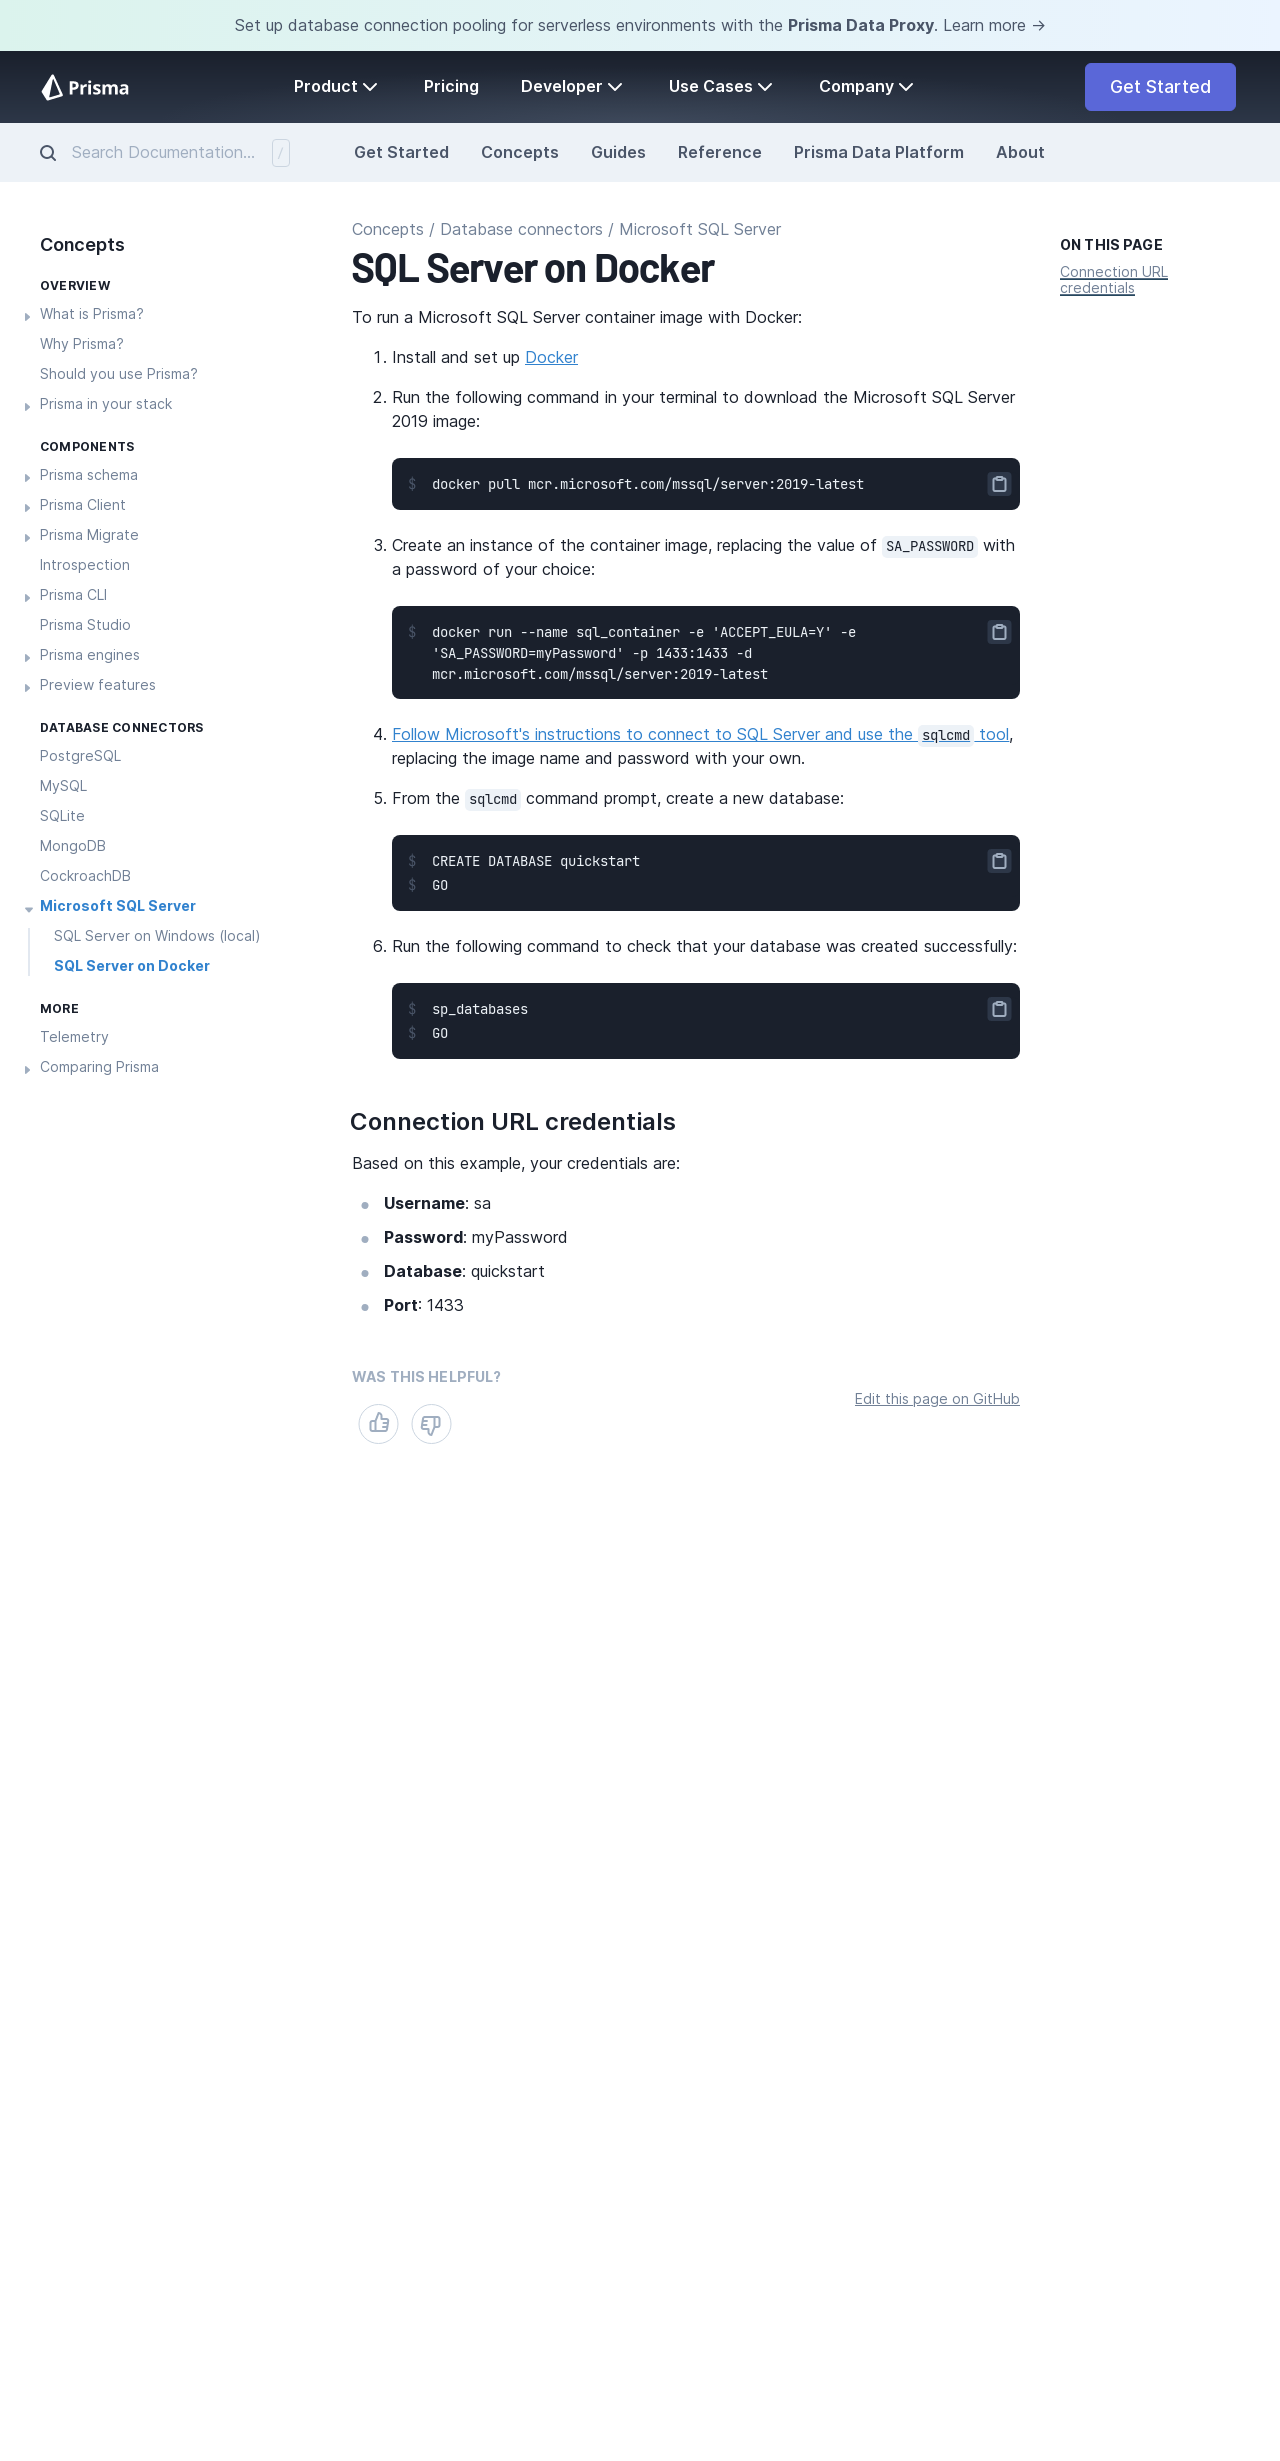 Set up database connection pooling for serverless environments with the Prisma Data Proxy. Learn more →
Prisma
Product
Pricing
Developer
Use Cases
Company
Get Started
Search Documentation...
/
Get Started
Concepts
Guides
Reference
Prisma Data Platform
About
Concepts
OVERVIEW
What is Prisma?
Why Prisma?
Should you use Prisma?
Prisma in your stack
COMPONENTS
Prisma schema
Prisma Client
Prisma Migrate
Introspection
Prisma CLI
Prisma Studio
Prisma engines
Preview features
DATABASE CONNECTORS
PostgreSQL
MySQL
SQLite
MongoDB
CockroachDB
Microsoft SQL Server
SQL Server on Windows (local)
SQL Server on Docker
MORE
Telemetry
Comparing Prisma
Concepts / Database connectors / Microsoft SQL Server
SQL Server on Docker
To run a Microsoft SQL Server container image with Docker:
1. Install and set up Docker
2. Run the following command in your terminal to download the Microsoft SQL Server
2019 image:
$ docker pull mcr.microsoft.com/mssql/server:2019-latest
3. Create an instance of the container image, replacing the value of SA_PASSWORD with
a password of your choice:
$ docker run --name sql_container -e 'ACCEPT_EULA=Y' -e
'SA_PASSWORD=myPassword' -p 1433:1433 -d
mcr.microsoft.com/mssql/server:2019-latest
4. Follow Microsoft's instructions to connect to SQL Server and use the sqlcmd tool,
replacing the image name and password with your own.
5. From the sqlcmd command prompt, create a new database:
$ CREATE DATABASE quickstart
$ GO
6. Run the following command to check that your database was created successfully:
$ sp_databases
$ GO
Connection URL credentials
Based on this example, your credentials are:
Username: sa
Password: myPassword
Database: quickstart
Port: 1433
WAS THIS HELPFUL?
Edit this page on GitHub
ON THIS PAGE
Connection URL
credentials